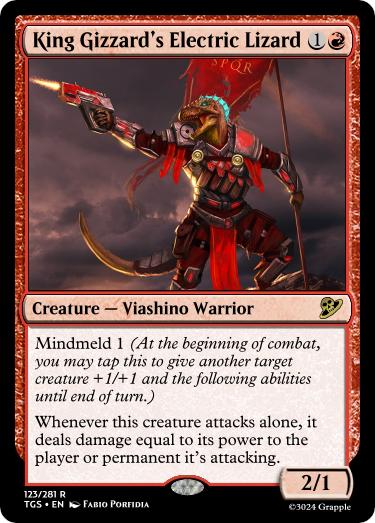 King Gizzard's Electric Lizard 1
SPQR
Creature — Viashino Warrior
Mindmeld 1 (At the beginning of combat,
you may tap this to give another target
creature +1/+1 and the following abilities
until end of turn.)
Whenever this creature attacks alone, it
deals damage equal to its power to the
player or permanent it's attacking.
2/1
123/281 R
TGS • EN Fabio Porfidia
©3024 Grapple